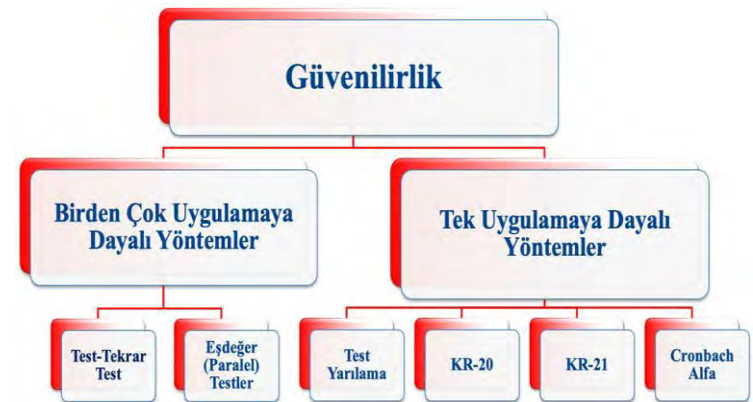 Güvenilirlik
Birden Çok Uygulamaya
Dayalı Yöntemler
Tek Uygulamaya Dayalı
Yöntemler
Test-Tekrar
Test
Eşdeğer
(Paralel)
Testler
Test
Yarılama
KR-20
KR-21
Cronbach
Alfa